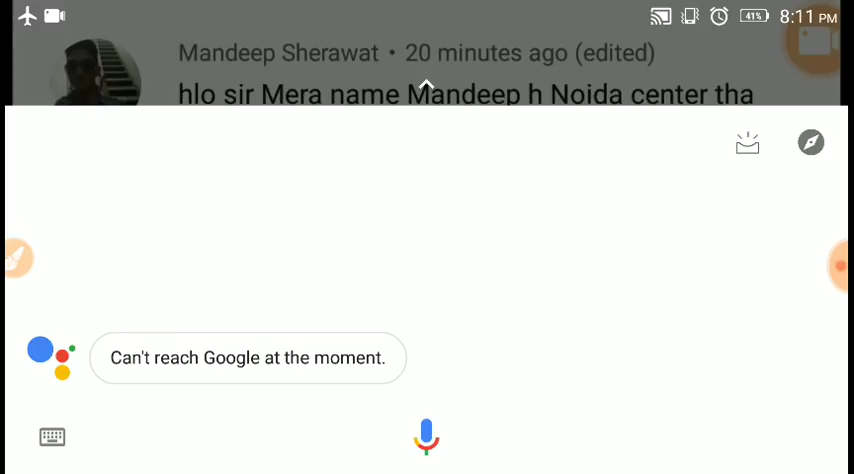 41% 8:11 PM
Mandeep Sherawat • 20 minutes ago (edited)
hlo sir Mera name Mandeep h Noida center tha
Can't reach Google at the moment.